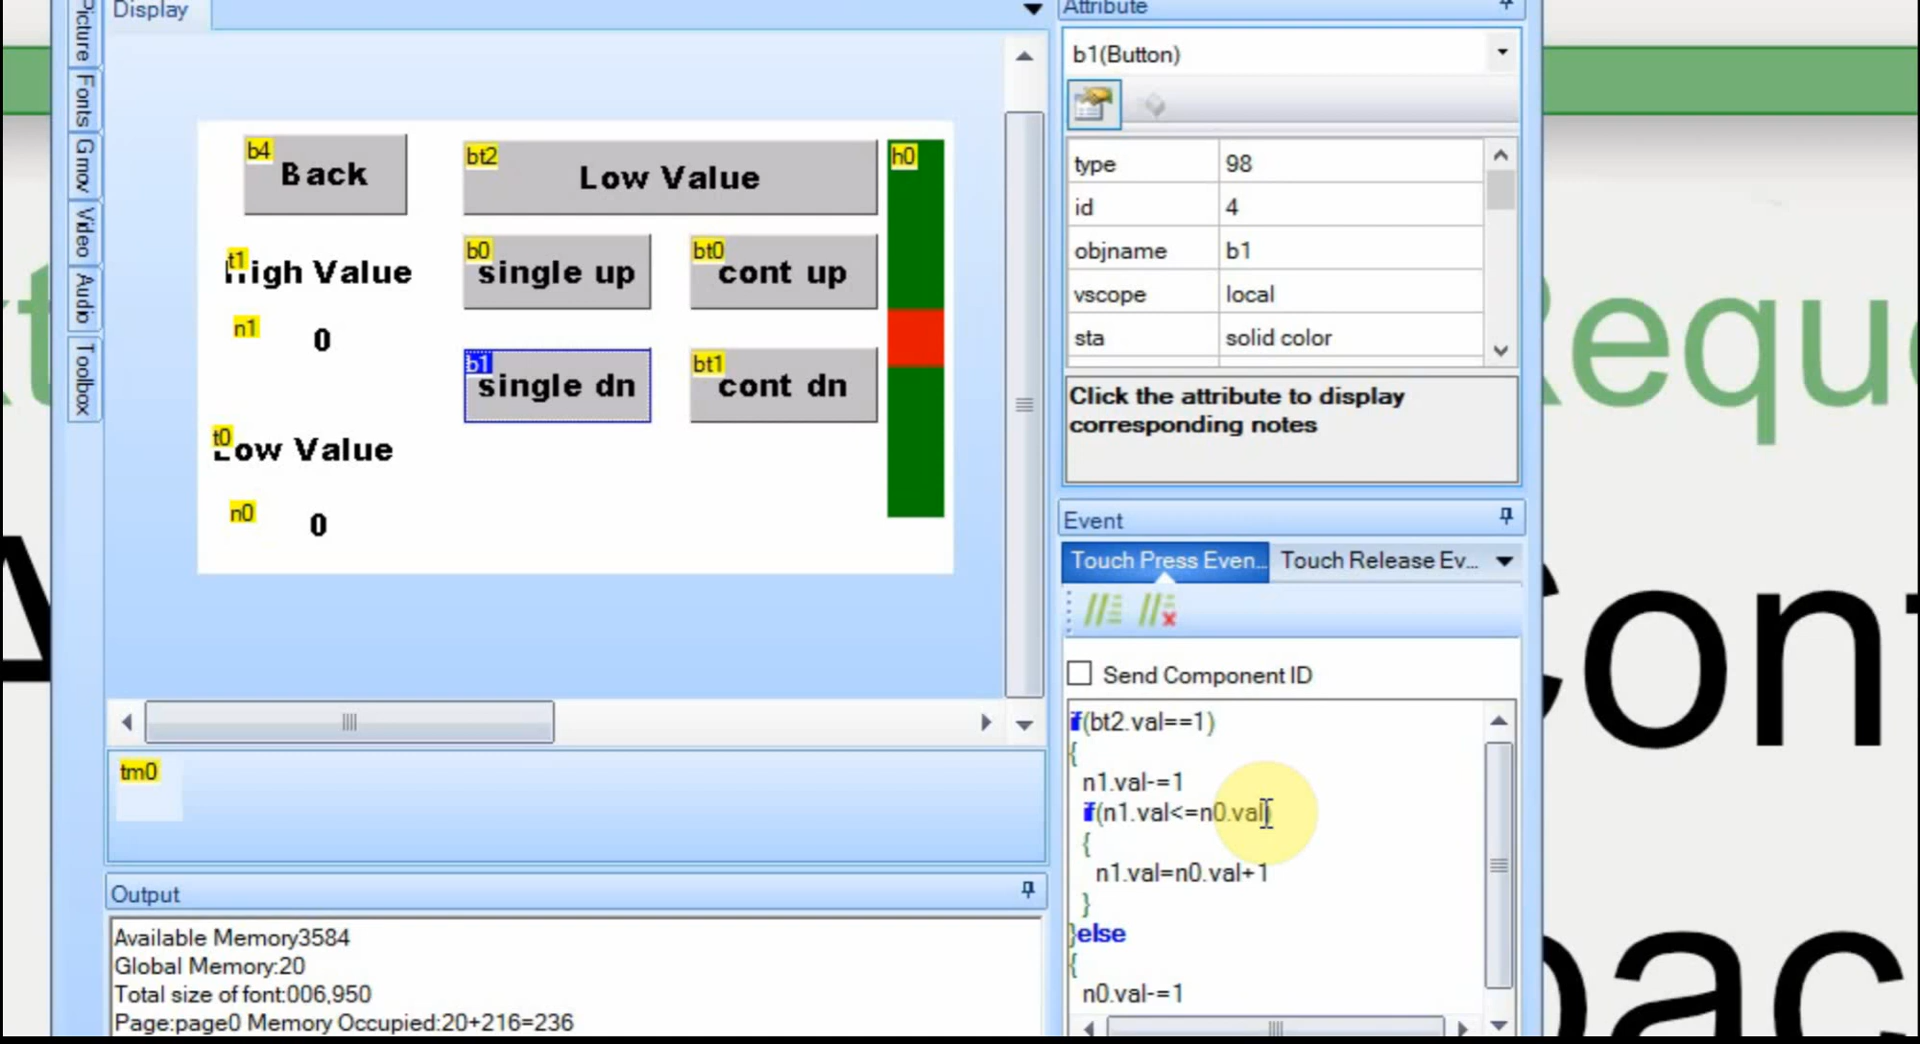 Display
Attribute
Picture
Fonts
Gmov
Video
Audio
Toolbox
b1(Button)
type 98
id 4
objname b1
vscope local
sta solid color
Click the attribute to display
corresponding notes
b4
Back
bt2
Low Value
h0
t1
High Value
b0
single up
bt0
cont up
n1
0
b1
single dn
bt1
cont dn
t0
Low Value
n0
0
tm0
Event
Touch Press Even... Touch Release Ev...
Send Component ID
if(bt2.val==1)
{
n1.val-=1
if(n1.val<=n0.val)
{
n1.val=n0.val+1
}
}else
{
n0.val-=1
Output
Available Memory3584
Global Memory:20
Total size of font:006,950
Page:page0 Memory Occupied:20+216=236